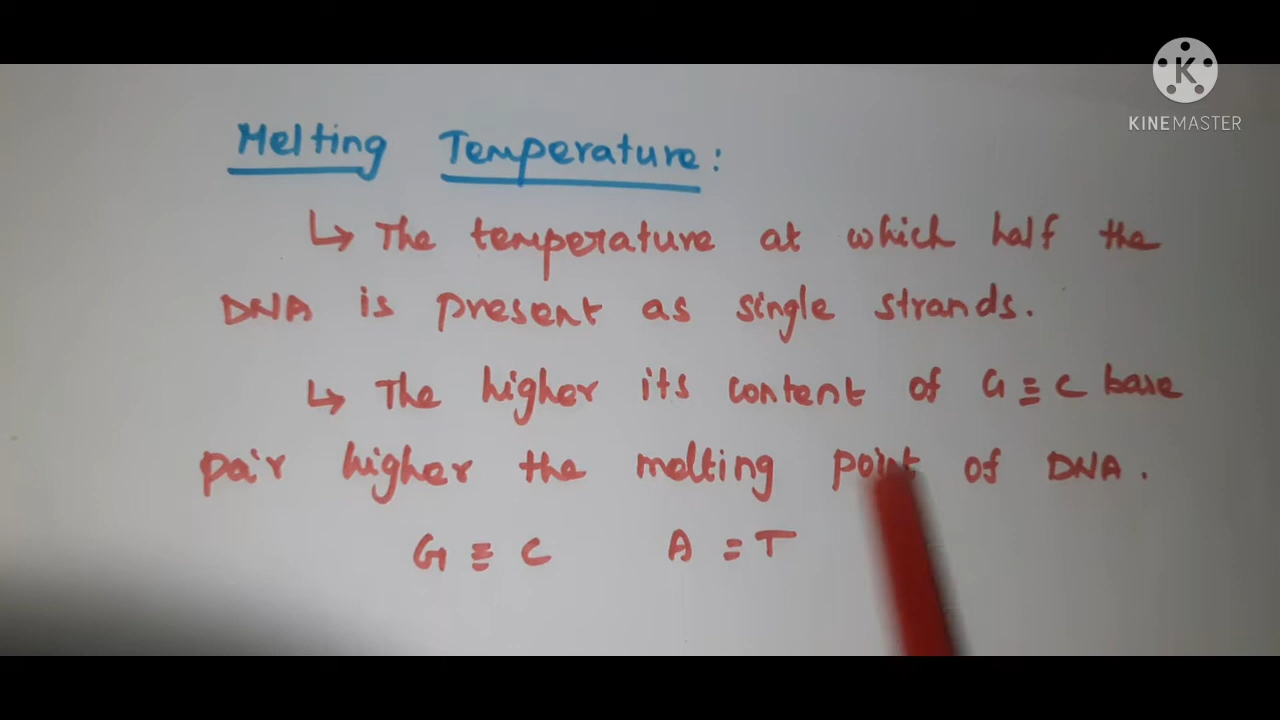 K
KINEMASTER
Melting Temperature:
↳ The temperature at which half the
DNA is present as single strands.
↳ The higher its content of G≡C base
pair higher the melting point of DNA.
G≡C A=T